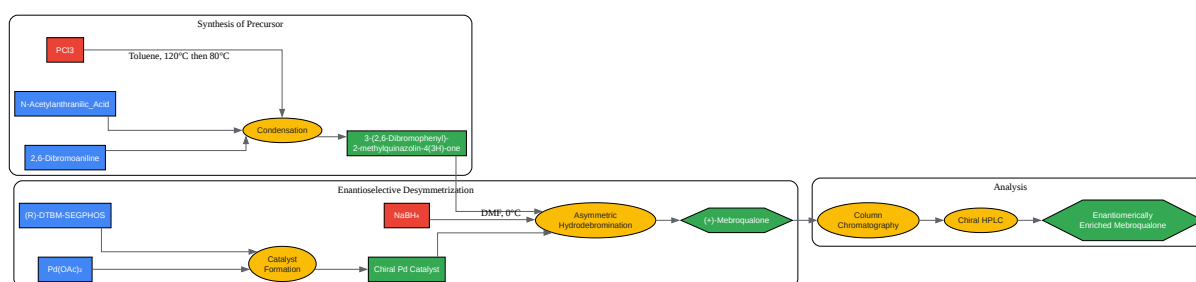 Synthesis of Precursor
PCl3
Toluene, 120°C then 80°C
N-Acetylanthranilic_Acid
Condensation
2,6-Dibromoaniline
3-(2,6-Dibromophenyl)-
2-methylquinazolin-4(3H)-one
Enantioselective Desymmetrization
(R)-DTBM-SEGPHOS
NaBH₄
DMF, 0°C
Asymmetric
Hydrodebromination
(+)-Mebroqualone
Pd(OAc)₂
Catalyst
Formation
Chiral Pd Catalyst
Analysis
Column
Chromatography
Chiral HPLC
Enantiomerically
Enriched Mebroqualone